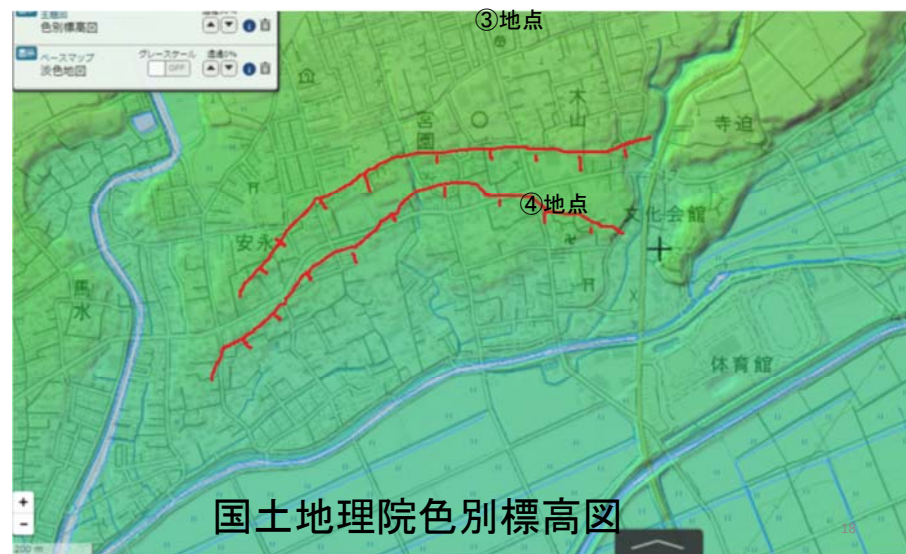 色別標高図
ベースマップ
淡色地図
グレースケール
OFF
透過0%
③地点
木山
宮園
寺迫
④地点
文化会館
安永
馬水
体育館
国土地理院色別標高図
18
+
−
200 m